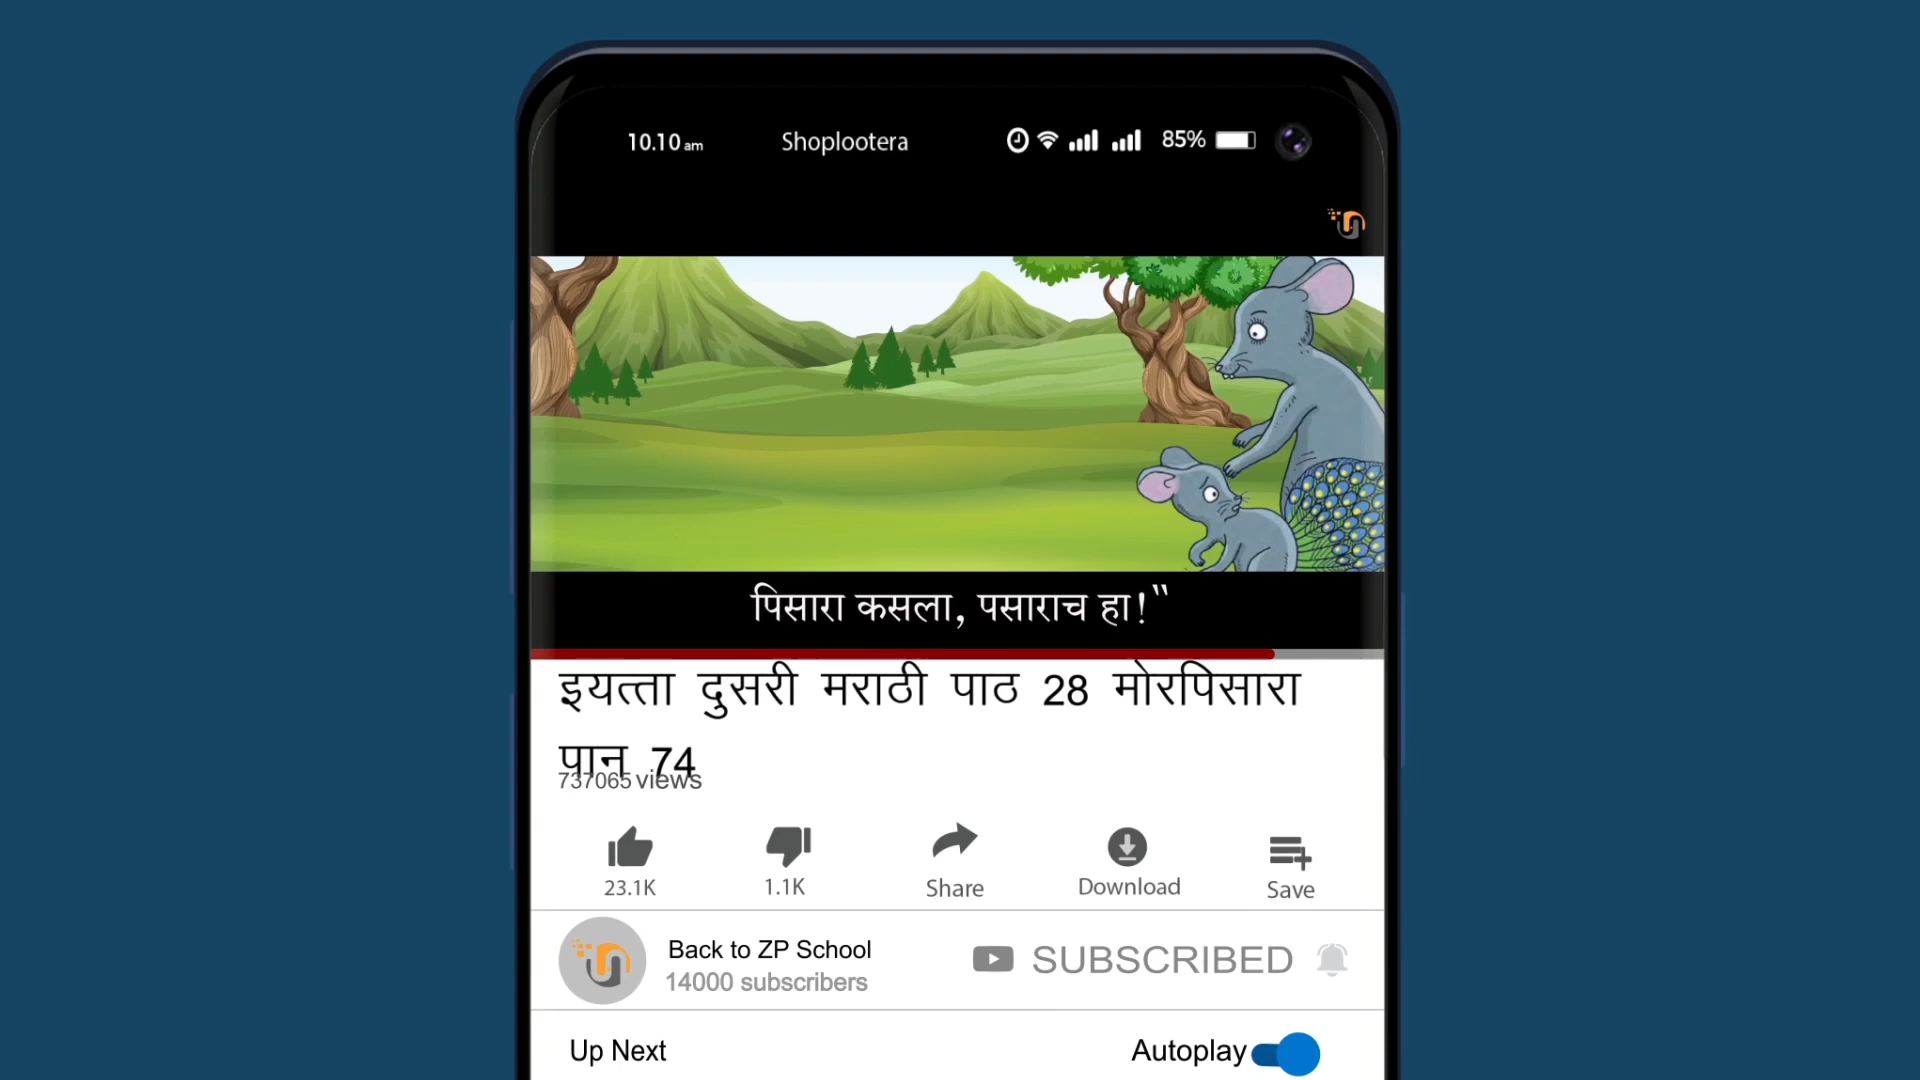 10.10 am Shoplootera 85%
पिसारा कसला, पसाराच हा!"
इयत्ता दुसरी मराठी पाठ 28 मोरपिसारा
पान 74
737065 views
23.1K 1.1K Share Download Save
Back to ZP School SUBSCRIBED
14000 subscribers
Up Next Autoplay